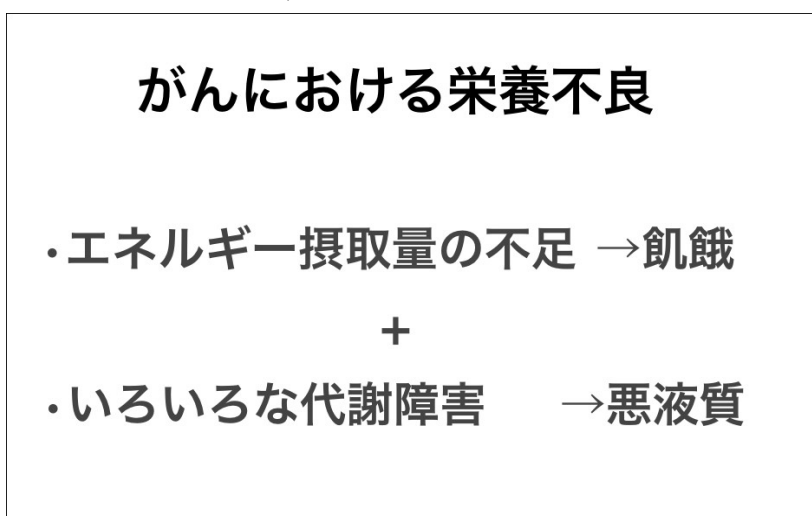 がんにおける栄養不良
・エネルギー摂取量の不足 →飢餓
+
・いろいろな代謝障害 →悪液質